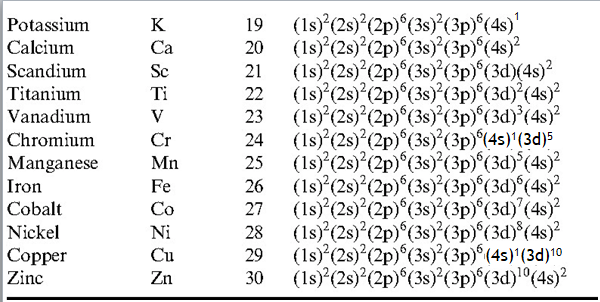 Potassium K 19 (1s)²(2s)²(2p)⁶(3s)²(3p)⁶(4s)¹
Calcium Ca 20 (1s)²(2s)²(2p)⁶(3s)²(3p)⁶(4s)²
Scandium Sc 21 (1s)²(2s)²(2p)⁶(3s)²(3p)⁶(3d)(4s)²
Titanium Ti 22 (1s)²(2s)²(2p)⁶(3s)²(3p)⁶(3d)²(4s)²
Vanadium V 23 (1s)²(2s)²(2p)⁶(3s)²(3p)⁶(3d)³(4s)²
Chromium Cr 24 (1s)²(2s)²(2p)⁶(3s)²(3p)⁶(4s)¹(3d)⁵
Manganese Mn 25 (1s)²(2s)²(2p)⁶(3s)²(3p)⁶(3d)⁵(4s)²
Iron Fe 26 (1s)²(2s)²(2p)⁶(3s)²(3p)⁶(3d)⁶(4s)²
Cobalt Co 27 (1s)²(2s)²(2p)⁶(3s)²(3p)⁶(3d)⁷(4s)²
Nickel Ni 28 (1s)²(2s)²(2p)⁶(3s)²(3p)⁶(3d)⁸(4s)²
Copper Cu 29 (1s)²(2s)²(2p)⁶(3s)²(3p)⁶(4s)¹(3d)¹⁰
Zinc Zn 30 (1s)²(2s)²(2p)⁶(3s)²(3p)⁶(3d)¹⁰(4s)²